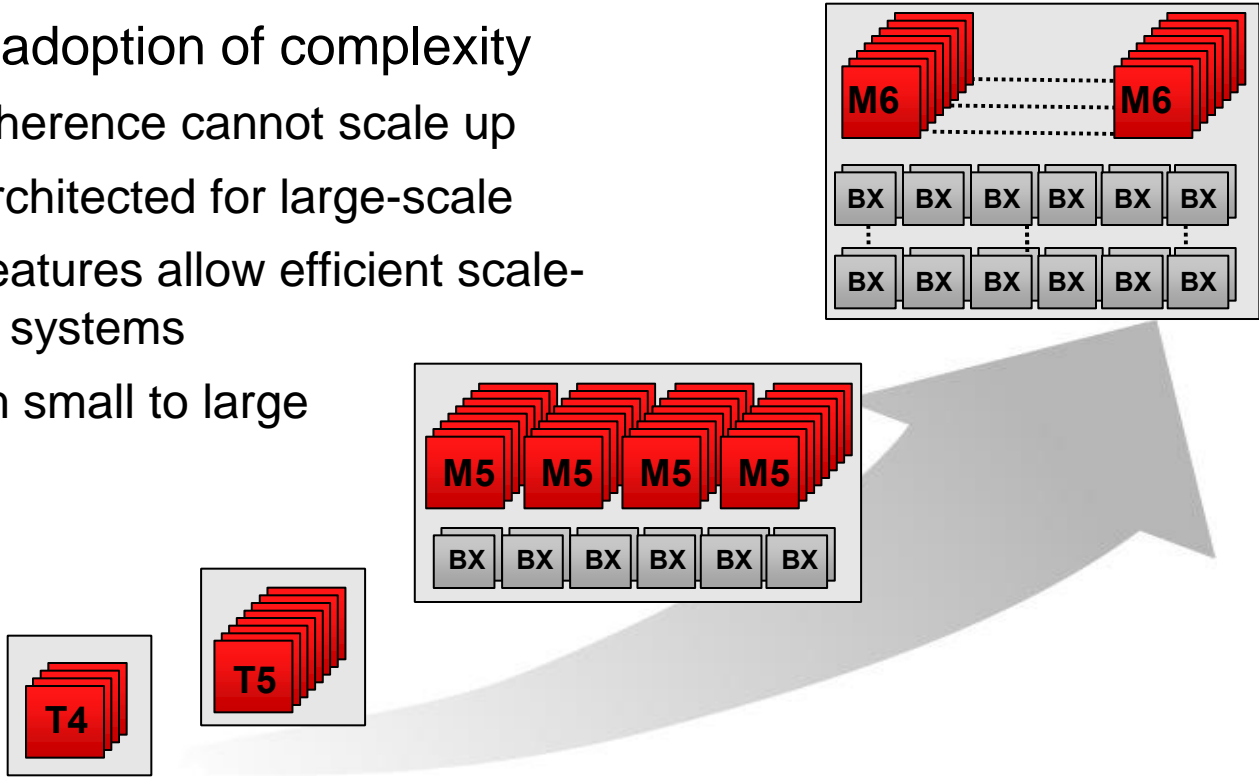 adoption of complexity
herence cannot scale up
rchitected for large-scale
eatures allow efficient scale-
systems
n small to large
M6 M6
BX BX BX BX BX BX
BX BX BX BX BX BX
M5 M5 M5 M5
BX BX BX BX BX BX
T5
T4